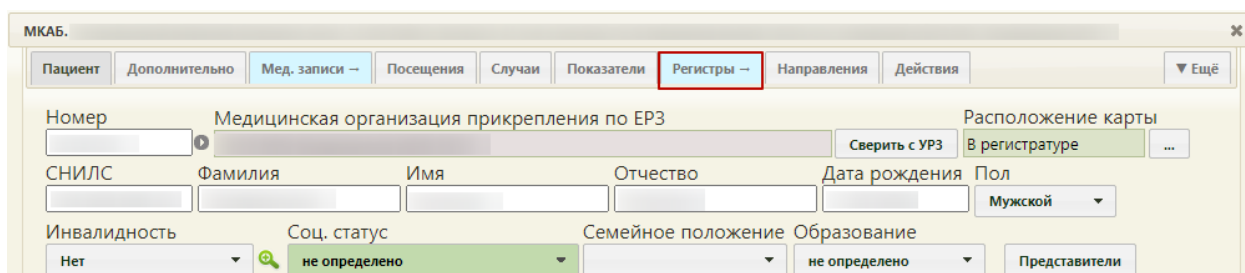 МКАБ.
Пациент Дополнительно Мед. записи → Посещения Случаи Показатели Регистры → Направления Действия ▼ Ещё
Номер Медицинская организация прикрепления по ЕРЗ Расположение карты
Сверить с УРЗ В регистратуре ...
СНИЛС Фамилия Имя Отчество Дата рождения Пол
Мужской
Инвалидность Соц. статус Семейное положение Образование
Нет не определено не определено Представители